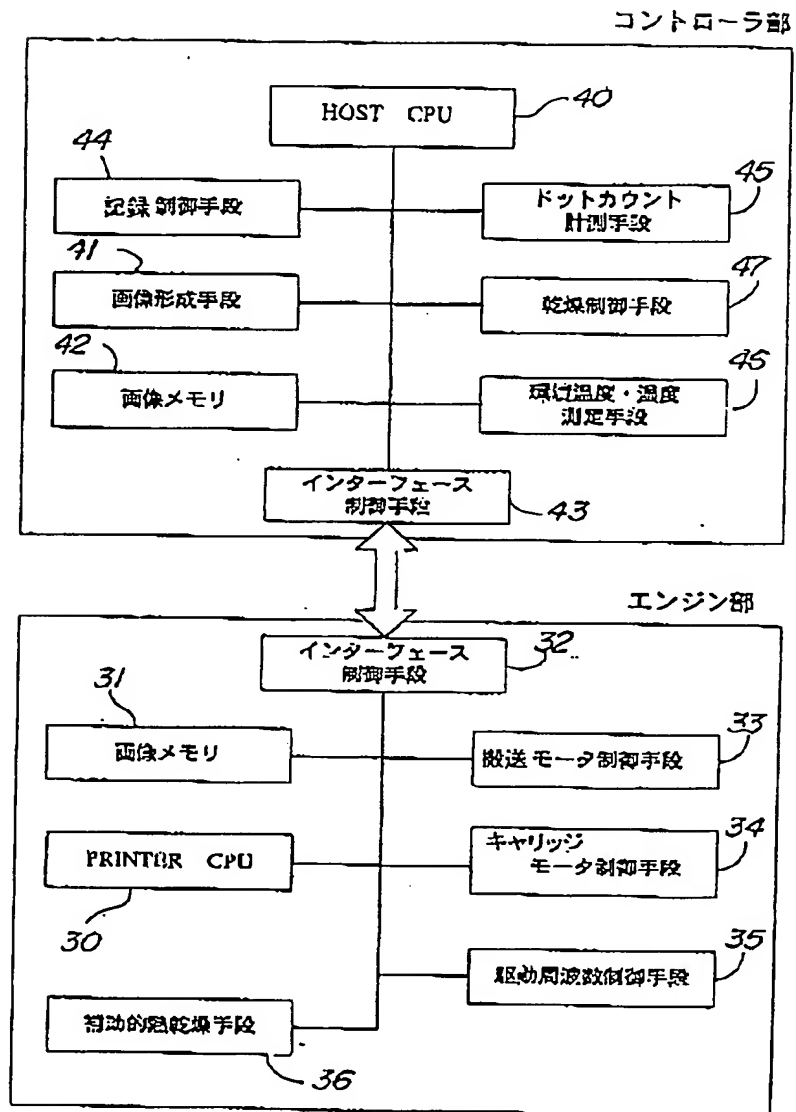 コントローラ部
HOST CPU
40
44
記録制御手段
ドットカウント
計測手段
45
41
画像形成手段
乾燥制御手段
47
42
画像メモリ
環境温度・湿度
測定手段
45
インターフェース
制御手段
43
エンジン部
インターフェース
制御手段
32
31
画像メモリ
搬送モータ制御手段
33
PRINTER CPU
30
キャリッジ
モータ制御手段
34
駆動周波数制御手段
35
補助的熱乾燥手段
36